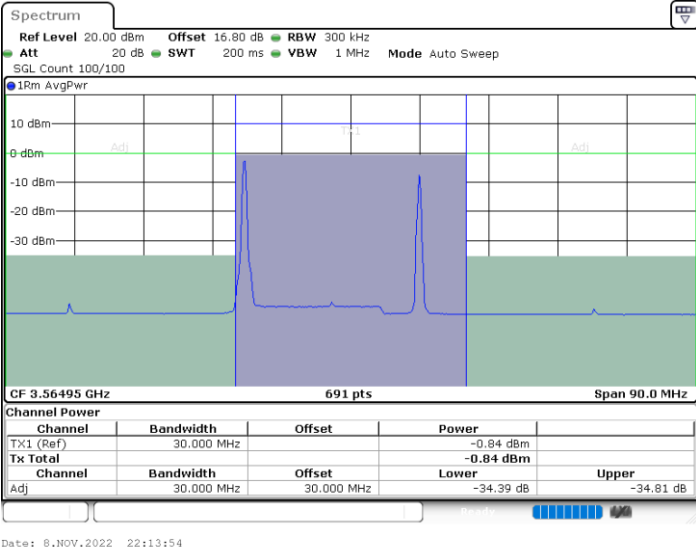 Spectrum
Ref Level 20.00 dBm Offset 16.80 dB RBW 300 kHz
Att 20 dB SWT 200 ms VBW 1 MHz Mode Auto Sweep
SGL Count 100/100
1Rm AvgPwr
10 dBm
TX1
Adj Adj
0 dBm
-10 dBm
-20 dBm
-30 dBm
CF 3.56495 GHz 691 pts Span 90.0 MHz
Channel Power
Channel Bandwidth Offset Power
TX1 (Ref) 30.000 MHz -0.84 dBm
Tx Total -0.84 dBm
Channel Bandwidth Offset Lower Upper
Adj 30.000 MHz 30.000 MHz -34.39 dB -34.81 dB
Ready
Date: 8.NOV.2022 22:13:54